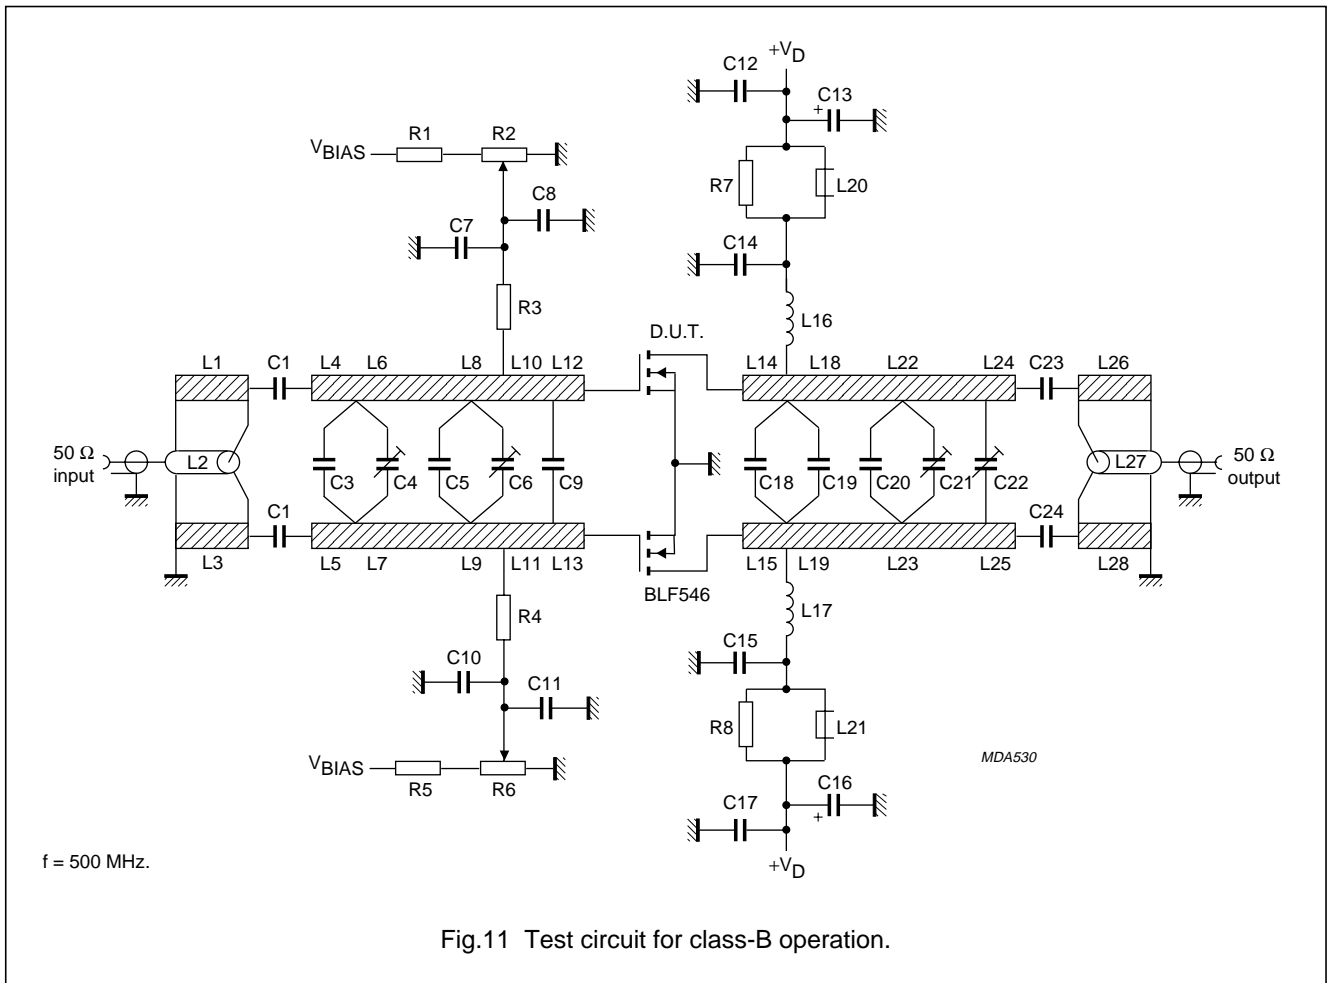 +VD
C12
C13
+
VBIAS
R1
R2
R7
L20
C8
C7
C14
R3
L16
D.U.T.
L1
C1
L4
L6
L8
L10
L12
L14
L18
L22
L24
C23
L26
50 Ω
input
L2
C3
C4
C5
C6
C9
C18
C19
C20
C21
C22
L27
50 Ω
output
C1
C24
L3
L5
L7
L9
L11
L13
L15
L19
L23
L25
L28
BLF546
R4
L17
C10
C15
C11
R8
L21
VBIAS
R5
R6
MDA530
C17
C16
+
+VD
f = 500 MHz.
Fig.11 Test circuit for class-B operation.